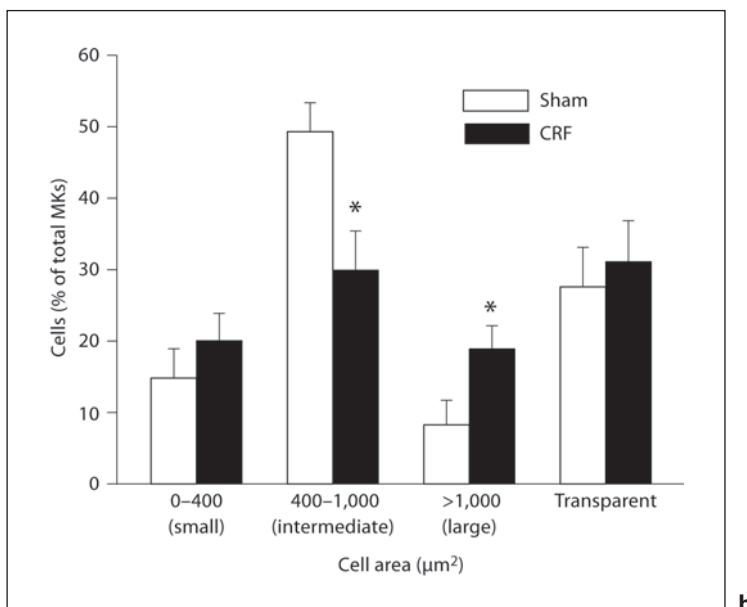 60
50
40
30
20
10
0
Cells (% of total MKs)
Sham
CRF
*
*
0–400
(small)
400–1,000
(intermediate)
>1,000
(large)
Transparent
Cell area (μm²)